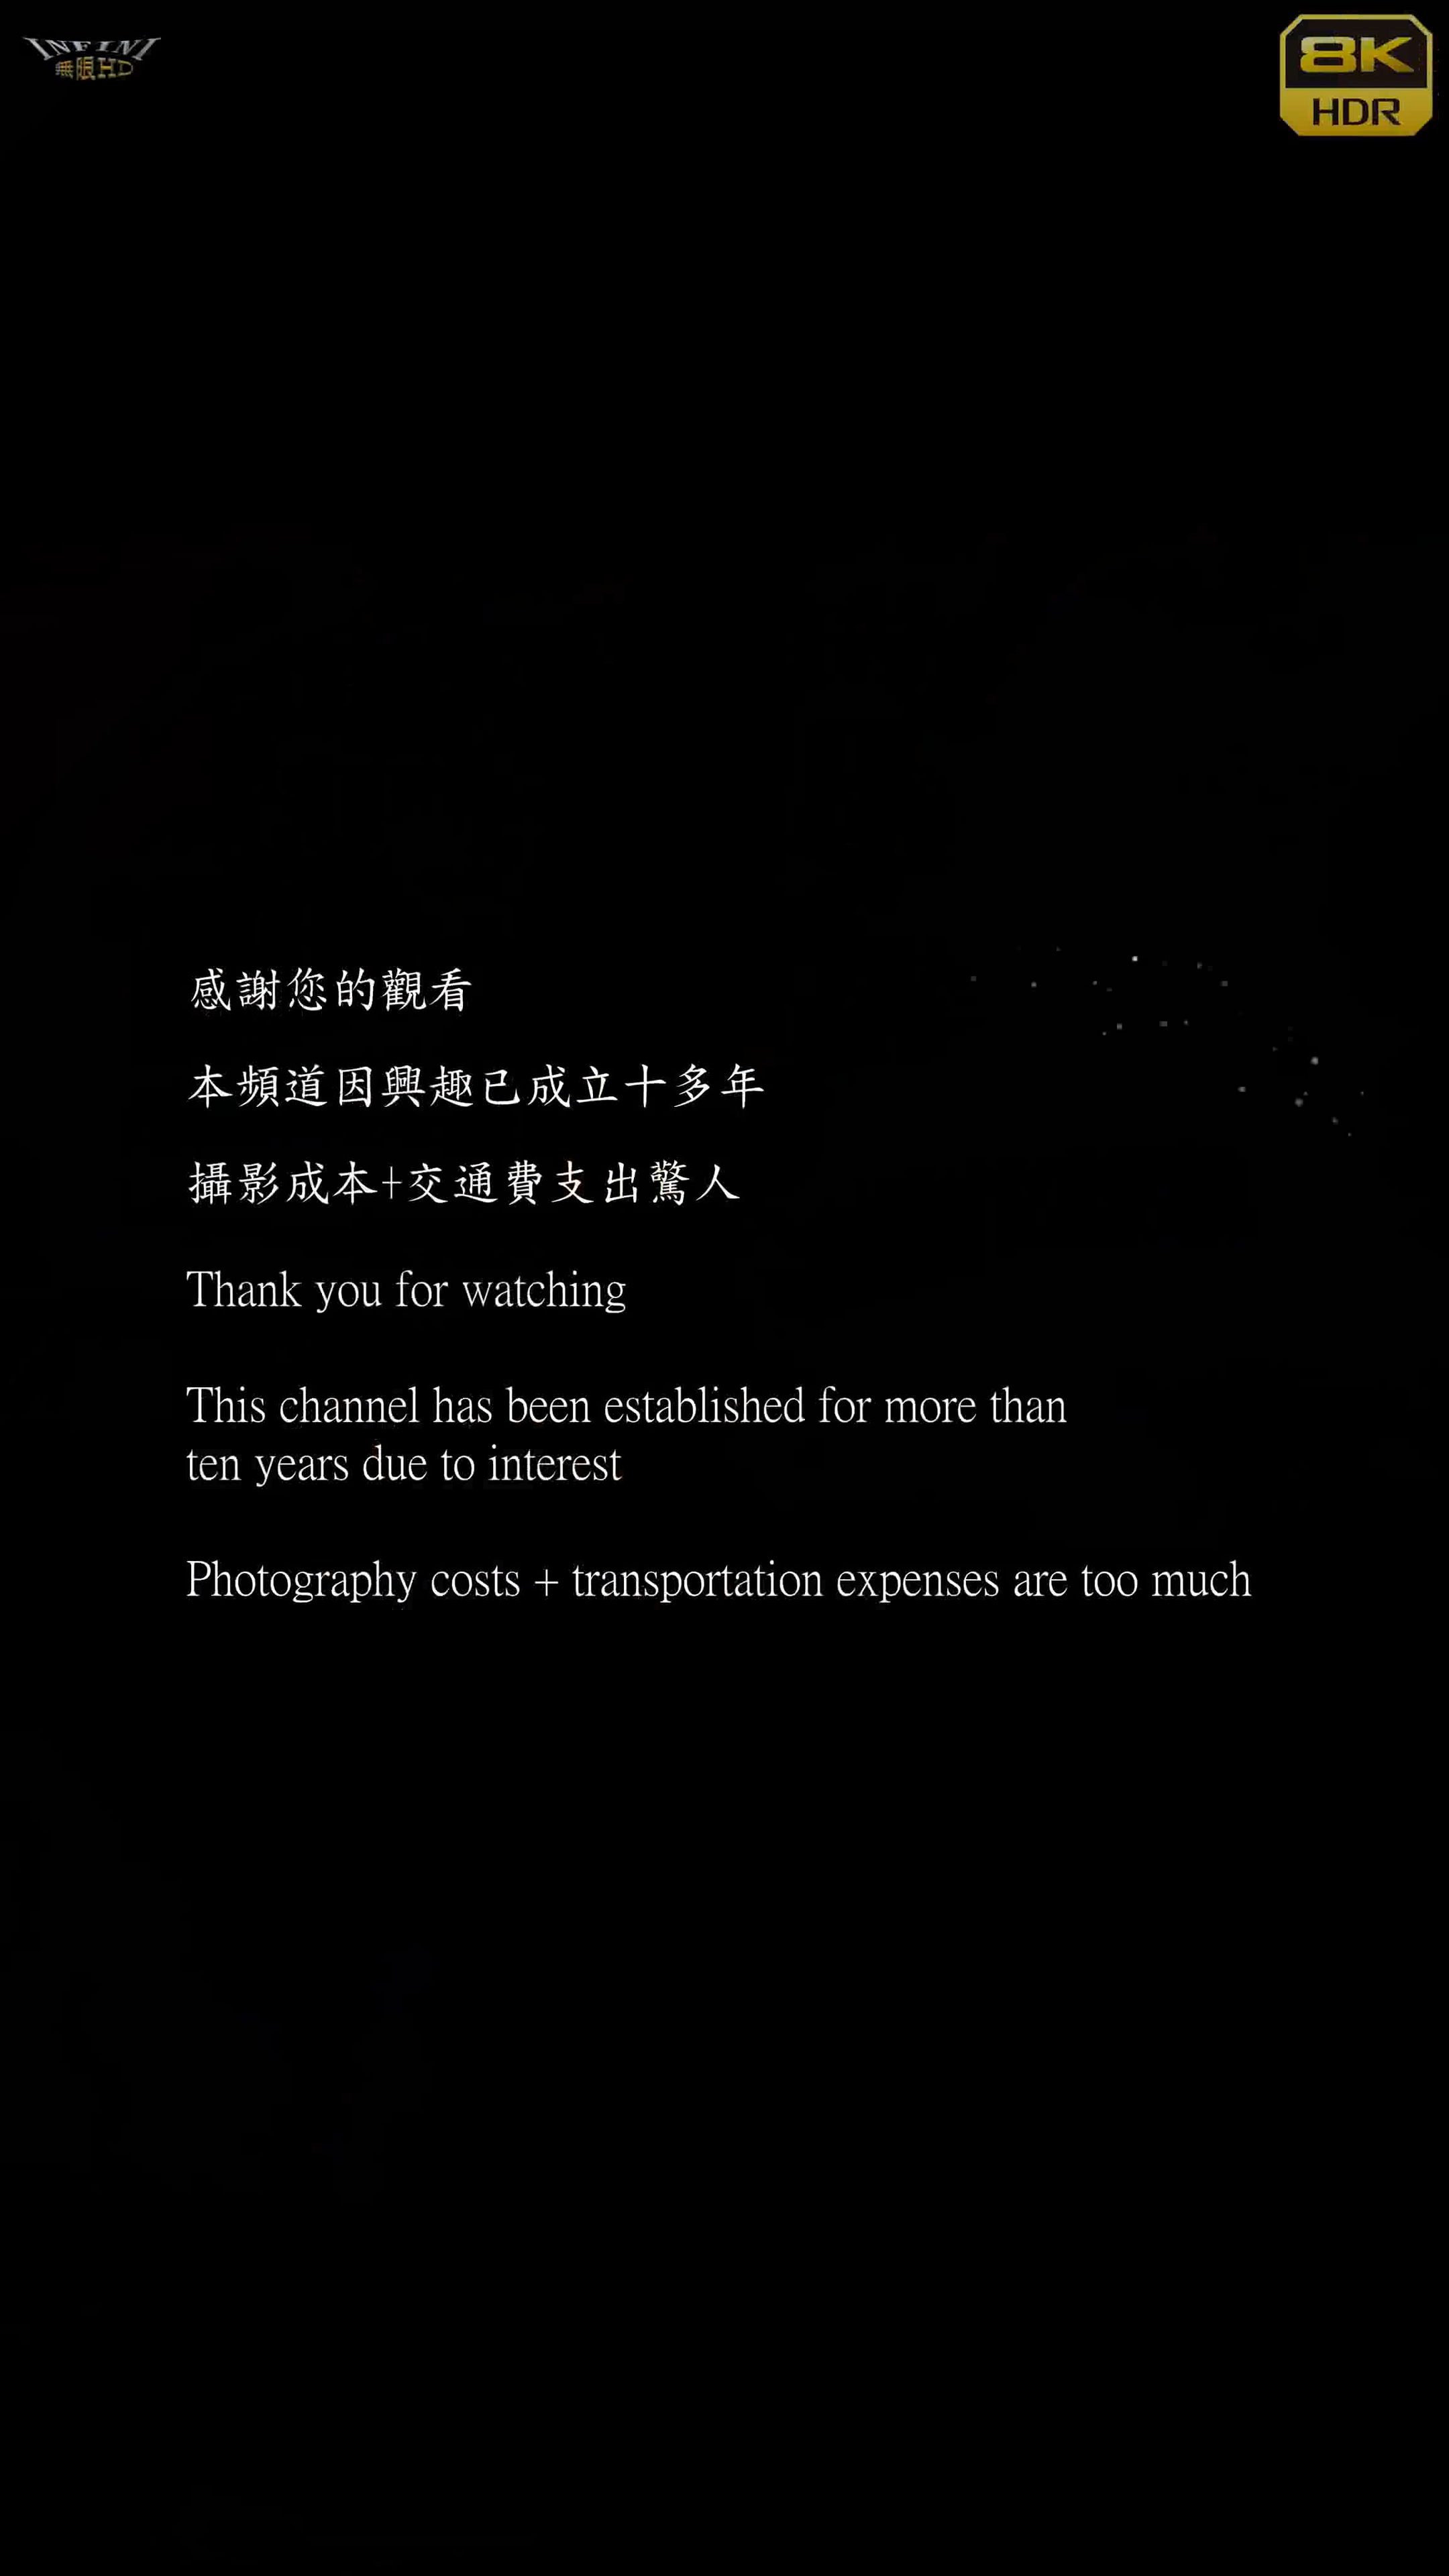 INFINI
無限HD
8K
HDR
感謝您的觀看
本頻道因興趣已成立十多年
攝影成本+交通費支出驚人
Thank you for watching
This channel has been established for more than
ten years due to interest
Photography costs + transportation expenses are too much